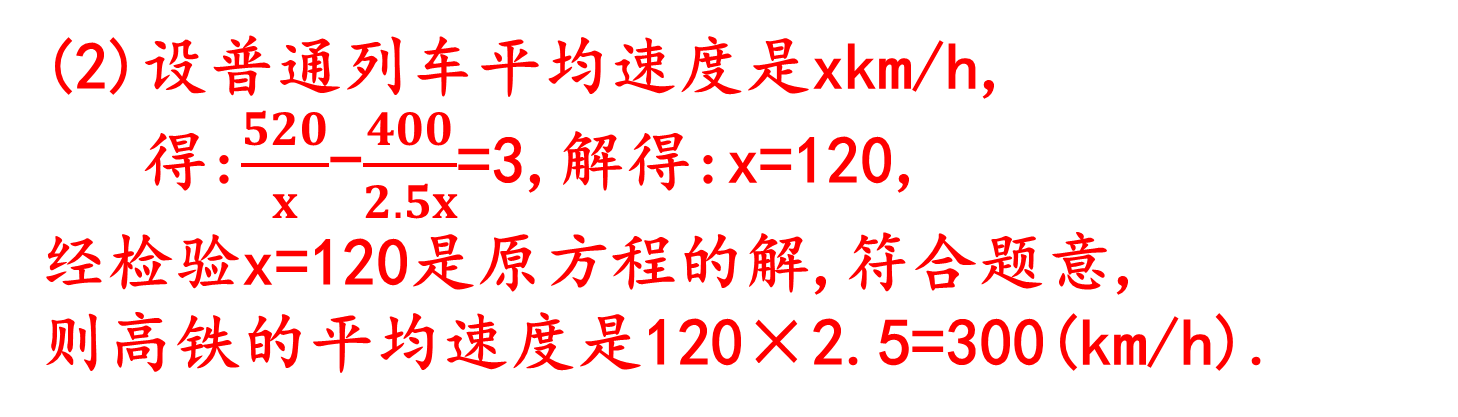 (2)设普通列车平均速度是xkm/h,
得:520/x-400/2.5x=3,解得:x=120,
经检验x=120是原方程的解,符合题意,
则高铁的平均速度是120×2.5=300(km/h).